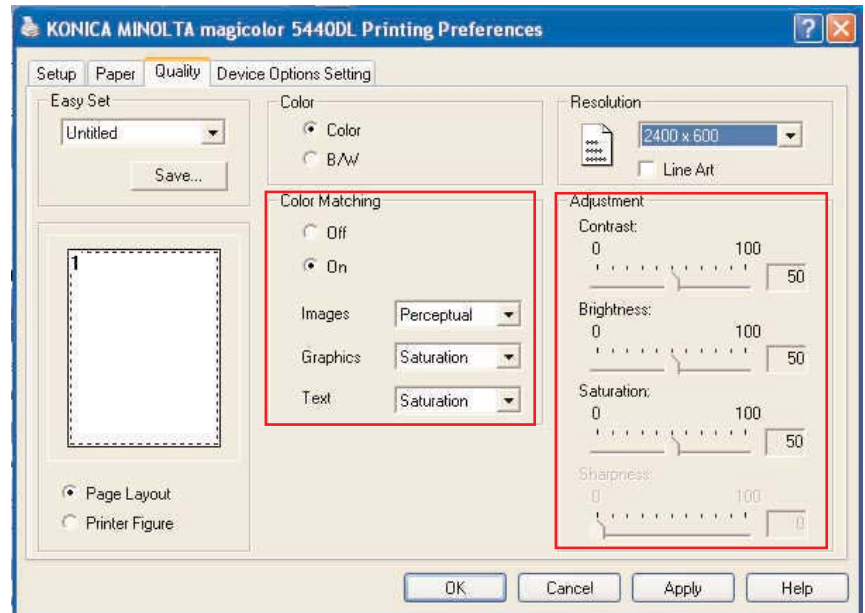 KONICA MINOLTA magicolor 5440DL Printing Preferences
Setup Paper Quality Device Options Setting
Easy Set
Untitled
Save...
1
Page Layout
Printer Figure
Color
Color
B/W
Color Matching
Off
On
Images Perceptual
Graphics Saturation
Text Saturation
Resolution
2400 x 600
Line Art
Adjustment
Contrast:
0 100
50
Brightness:
0 100
50
Saturation:
0 100
50
Sharpness:
0 100
0
OK Cancel Apply Help